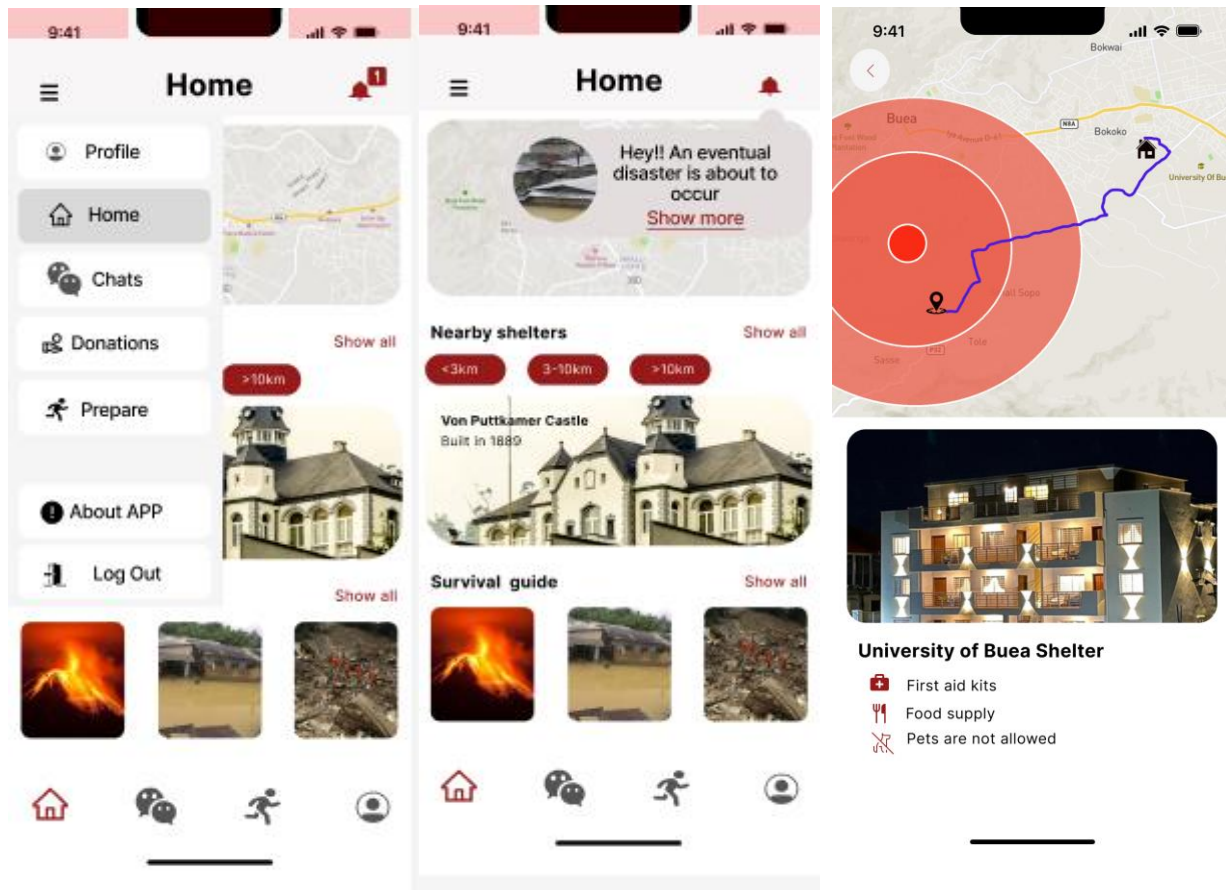 9:41
Home
1
Profile
Home
Chats
Donations
Prepare
About APP
Log Out
Show all
>10km
Show all
9:41
Home
Hey!! An eventual
disaster is about to
occur
Show more
Nearby shelters
Show all
<3km
3-10km
>10km
Von Puttkamer Castle
Built in 1889
Survival guide
Show all
9:41
Bokwai
Buea
N8A
Bokoko
University Of Bu
Tole
Sasse
University of Buea Shelter
First aid kits
Food supply
Pets are not allowed